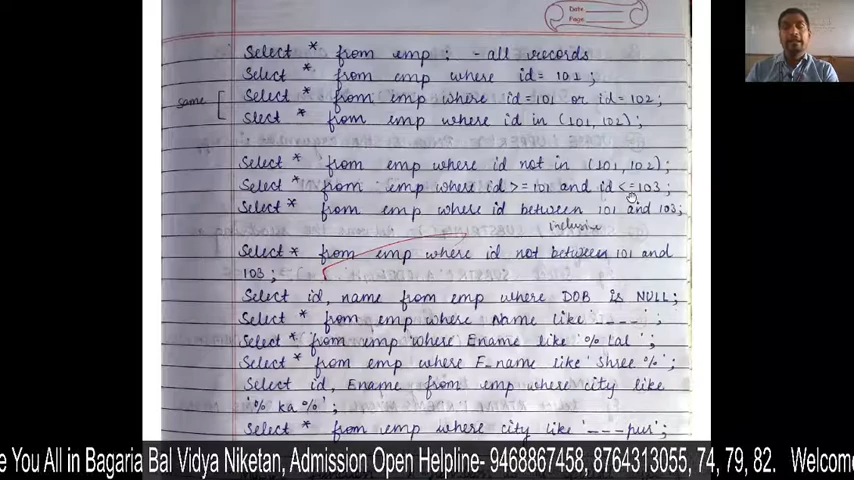 Date:
Page:
Select * from emp ; - all records
Select * from emp where id = 101 ;
same
Select * from emp where id = 101 or id = 102 ;
Slect * from emp where id in (101, 102) ;
Select * from emp where id not in (101, 102) ;
Select * from emp where id >= 101 and id <= 103 ;
Select * from emp where id between 101 and 103 ;
inclusive
Select * from emp where id not between 101 and
103 ;
Select id, name from emp where DOB is NULL ;
Select * from emp where Name like '_ _ _ _' ;
Select * from emp where Ename like '% Lal ' ;
Select * from emp where E_name like 'Shree %' ;
Select id, Ename from emp where city like
'% ka %' ;
Select * from emp where city like '_ _ _ pur' ;
e You All in Bagaria Bal Vidya Niketan, Admission Open Helpline- 9468867458, 8764313055, 74, 79, 82. Welcome